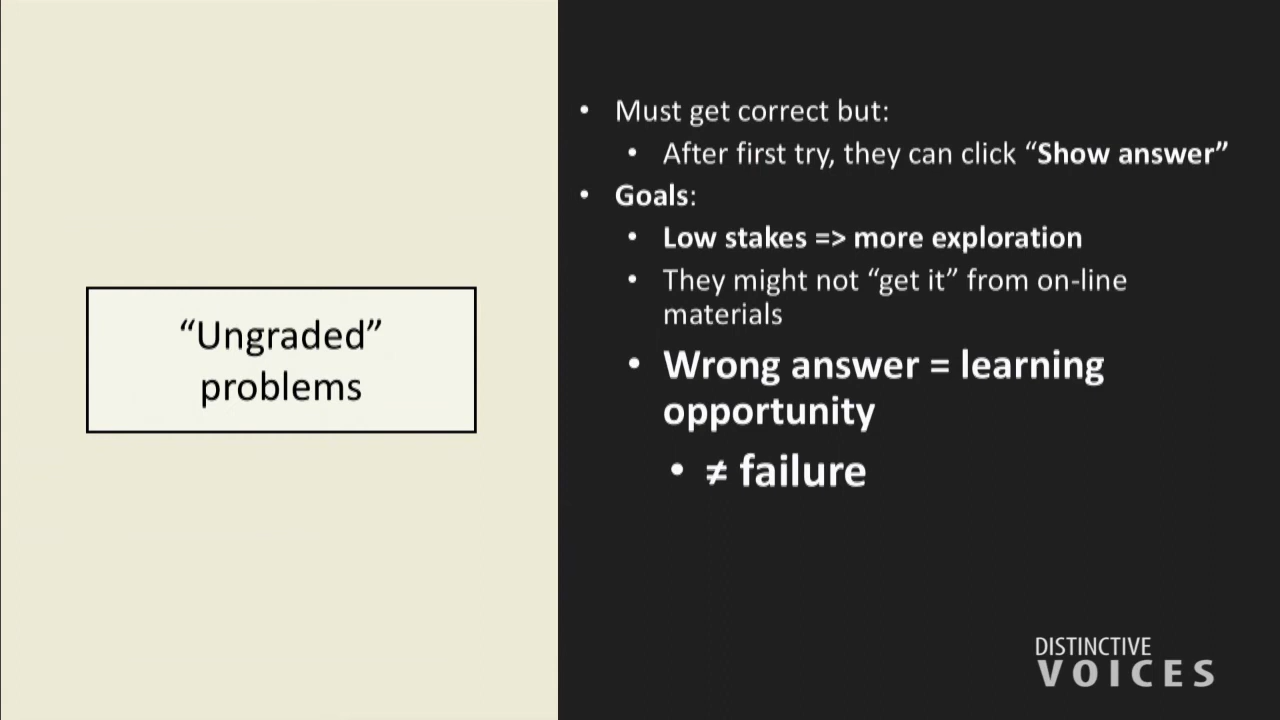 “Ungraded”
problems
• Must get correct but:
• After first try, they can click “Show answer”
• Goals:
• Low stakes => more exploration
• They might not “get it” from on-line
materials
• Wrong answer = learning
opportunity
• ≠ failure
DISTINCTIVE
VOICES